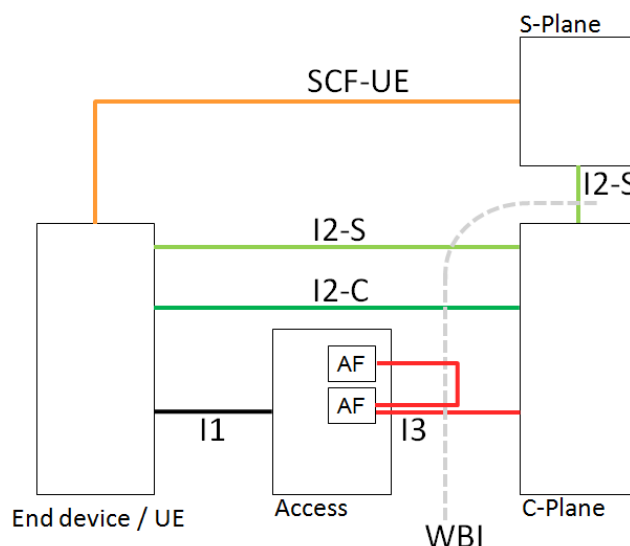 S-Plane
SCF-UE
I2-S
I2-S
I2-C
AF
AF
I1
I3
End device / UE
Access
C-Plane
WBI